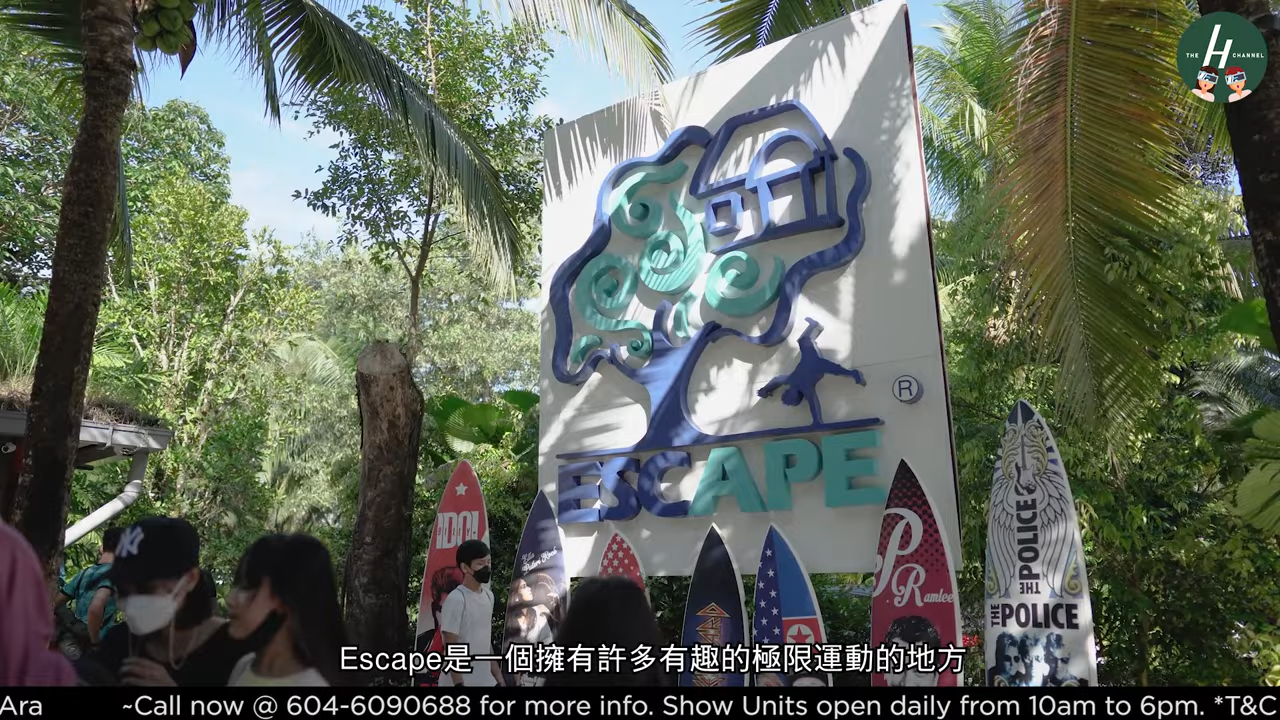 THE H CHANNEL
®
ESCAPE
IDOL
P. Ramlee
THE POLICE
THE POLICE
NY
Escape是一個擁有許多有趣的極限運動的地方
Ara ~Call now @ 604-6090688 for more info. Show Units open daily from 10am to 6pm. *T&C